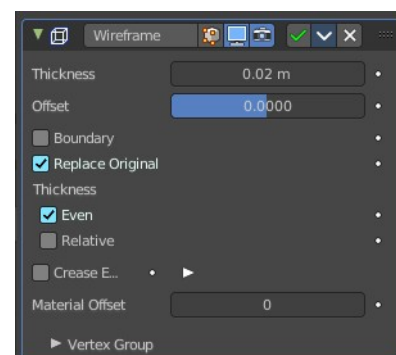 Wireframe
Thickness 0.02 m
Offset 0.0000
Boundary
Replace Original
Thickness
Even
Relative
Crease E...
Material Offset 0
Vertex Group